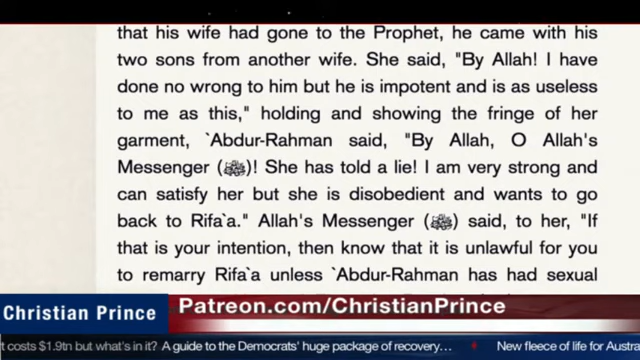 that his wife had gone to the Prophet, he came with his
two sons from another wife. She said, "By Allah! I have
done no wrong to him but he is impotent and is as useless
to me as this," holding and showing the fringe of her
garment, `Abdur-Rahman said, "By Allah, O Allah's
Messenger (ﷺ)! She has told a lie! I am very strong and
can satisfy her but she is disobedient and wants to go
back to Rifa`a." Allah's Messenger (ﷺ) said, to her, "If
that is your intention, then know that it is unlawful for you
to remarry Rifa`a unless `Abdur-Rahman has had sexual
Christian Prince
Patreon.com/ChristianPrince
t costs $1.9tn but what's in it? A guide to the Democrats' huge package of recovery... New fleece of life for Austra